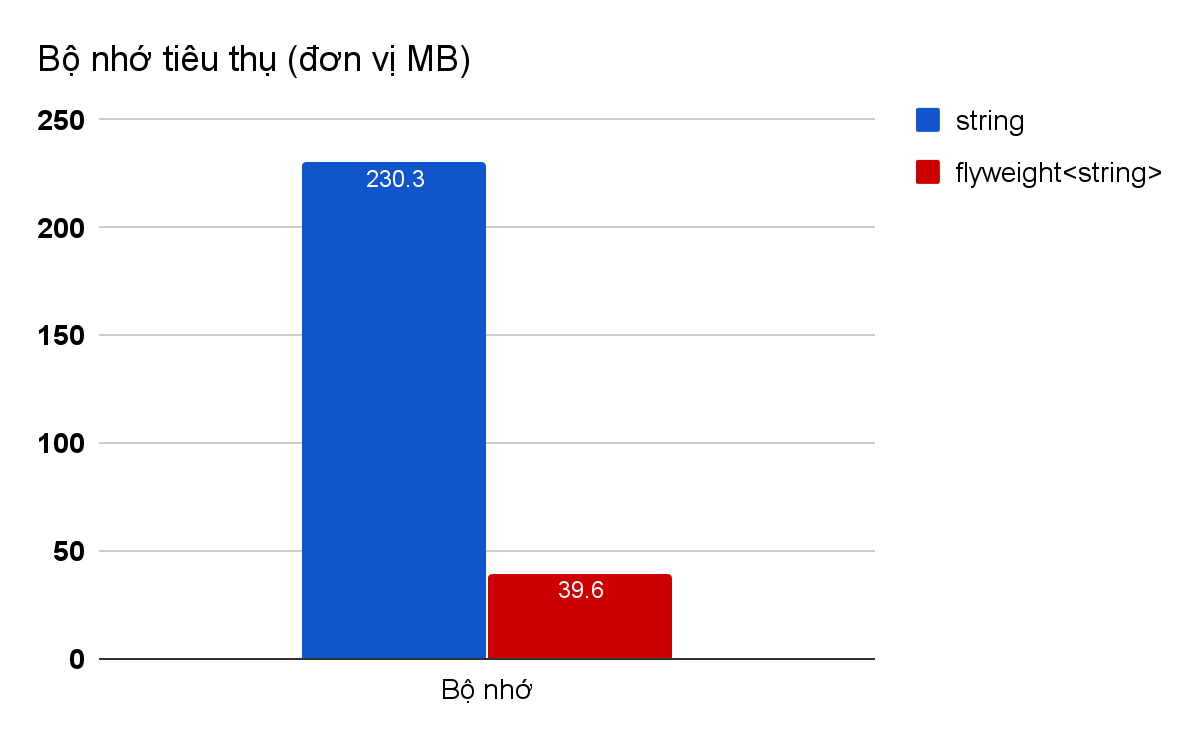 Bộ nhớ tiêu thụ (đơn vị MB)
250
200
150
100
50
0
230.3
39.6
Bộ nhớ
string
flyweight<string>